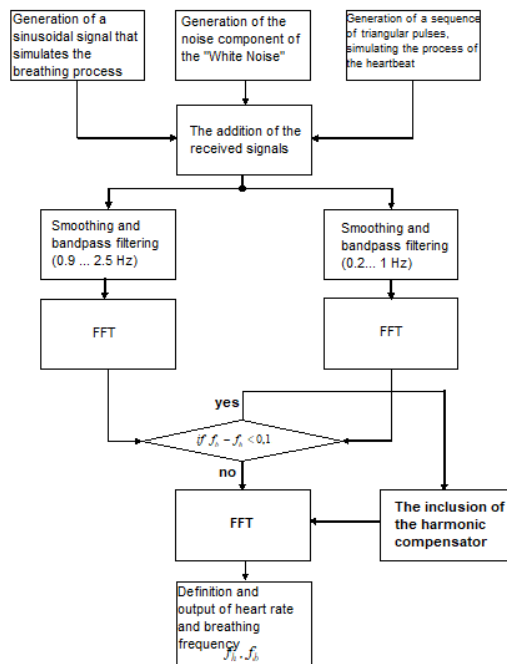 Generation of a
sinusoidal signal that
simulates the
breathing process
Generation of the
noise component of
the "White Noise"
Generation of a sequence
of triangular pulses,
simulating the process of
the heartbeat
The addition of the
received signals
Smoothing and
bandpass filtering
(0.9 ... 2.5 Hz)
Smoothing and
bandpass filtering
(0.2... 1 Hz)
FFT
FFT
yes
if f - f < 0,1
no
FFT
The inclusion of
the harmonic
compensator
Definition and
output of heart rate
and breathing
frequency
f , f